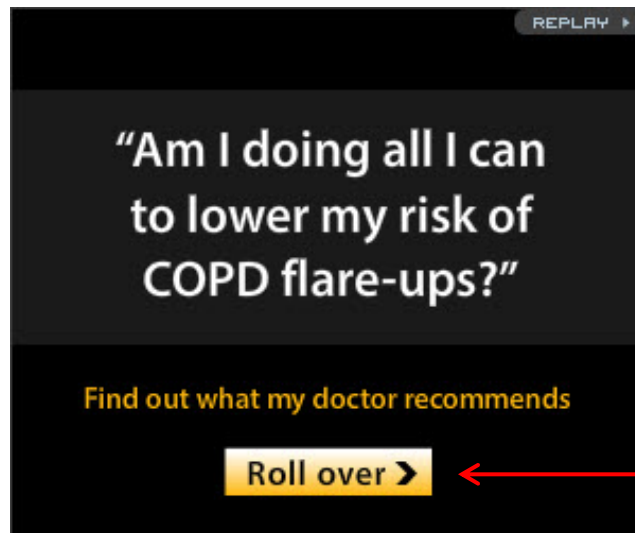 REPLAY
“Am I doing all I can
to lower my risk of
COPD flare-ups?”
Find out what my doctor recommends
Roll over